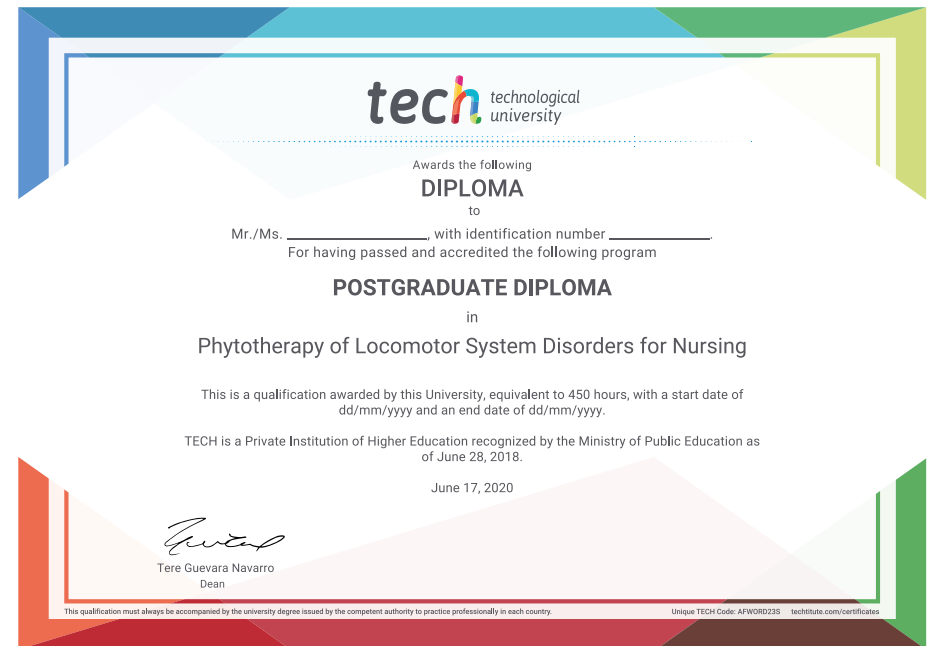 tech technological
university
Awards the following
DIPLOMA
to
Mr./Ms. ____________________, with identification number ______________.
For having passed and accredited the following program
POSTGRADUATE DIPLOMA
in
Phytotherapy of Locomotor System Disorders for Nursing
This is a qualification awarded by this University, equivalent to 450 hours, with a start date of
dd/mm/yyyy and an end date of dd/mm/yyyy.
TECH is a Private Institution of Higher Education recognized by the Ministry of Public Education as
of June 28, 2018.
June 17, 2020
Tere Guevara Navarro
Dean
This qualification must always be accompanied by the university degree issued by the competent authority to practice professionally in each country.
Unique TECH Code: AFWORD23S techtitute.com/certificates